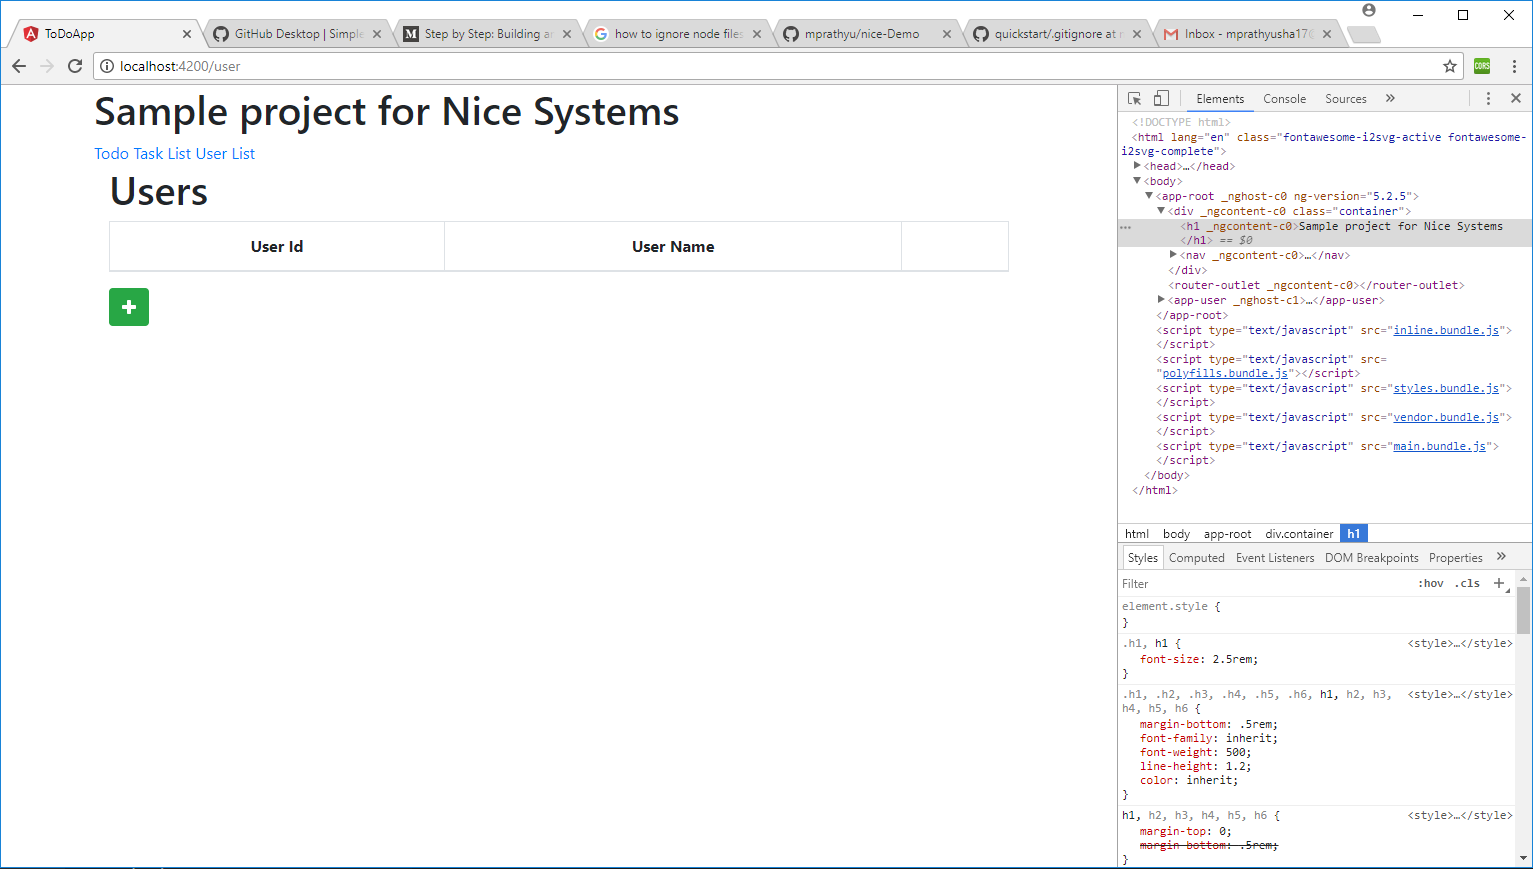 ToDoApp
GitHub Desktop | Simple
Step by Step: Building a
how to ignore node files
mprathyu/nice-Demo
quickstart/.gitignore at
Inbox - mprathyusha17
localhost:4200/user
CORS
Sample project for Nice Systems
Todo Task List User List
Users
User Id User Name
Elements Console Sources »
<!DOCTYPE html>
<html lang="en" class="fontawesome-i2svg-active fontawesome-
i2svg-complete">
<head>…</head>
<body>
<app-root _nghost-c0 ng-version="5.2.5">
<div _ngcontent-c0 class="container">
<h1 _ngcontent-c0>Sample project for Nice Systems
</h1> == $0
<nav _ngcontent-c0>…</nav>
</div>
<router-outlet _ngcontent-c0></router-outlet>
<app-user _nghost-c1>…</app-user>
</app-root>
<script type="text/javascript" src="inline.bundle.js">
</script>
<script type="text/javascript" src=
"polyfills.bundle.js"></script>
<script type="text/javascript" src="styles.bundle.js">
</script>
<script type="text/javascript" src="vendor.bundle.js">
</script>
<script type="text/javascript" src="main.bundle.js">
</script>
</body>
</html>
html body app-root div.container h1
Styles Computed Event Listeners DOM Breakpoints Properties »
Filter :hov .cls +
element.style {
}
.h1, h1 { <style>…</style>
font-size: 2.5rem;
}
.h1, .h2, .h3, .h4, .h5, .h6, h1, h2, h3, <style>…</style>
h4, h5, h6 {
margin-bottom: .5rem;
font-family: inherit;
font-weight: 500;
line-height: 1.2;
color: inherit;
}
h1, h2, h3, h4, h5, h6 { <style>…</style>
margin-top: 0;
margin-bottom: .5rem;
}